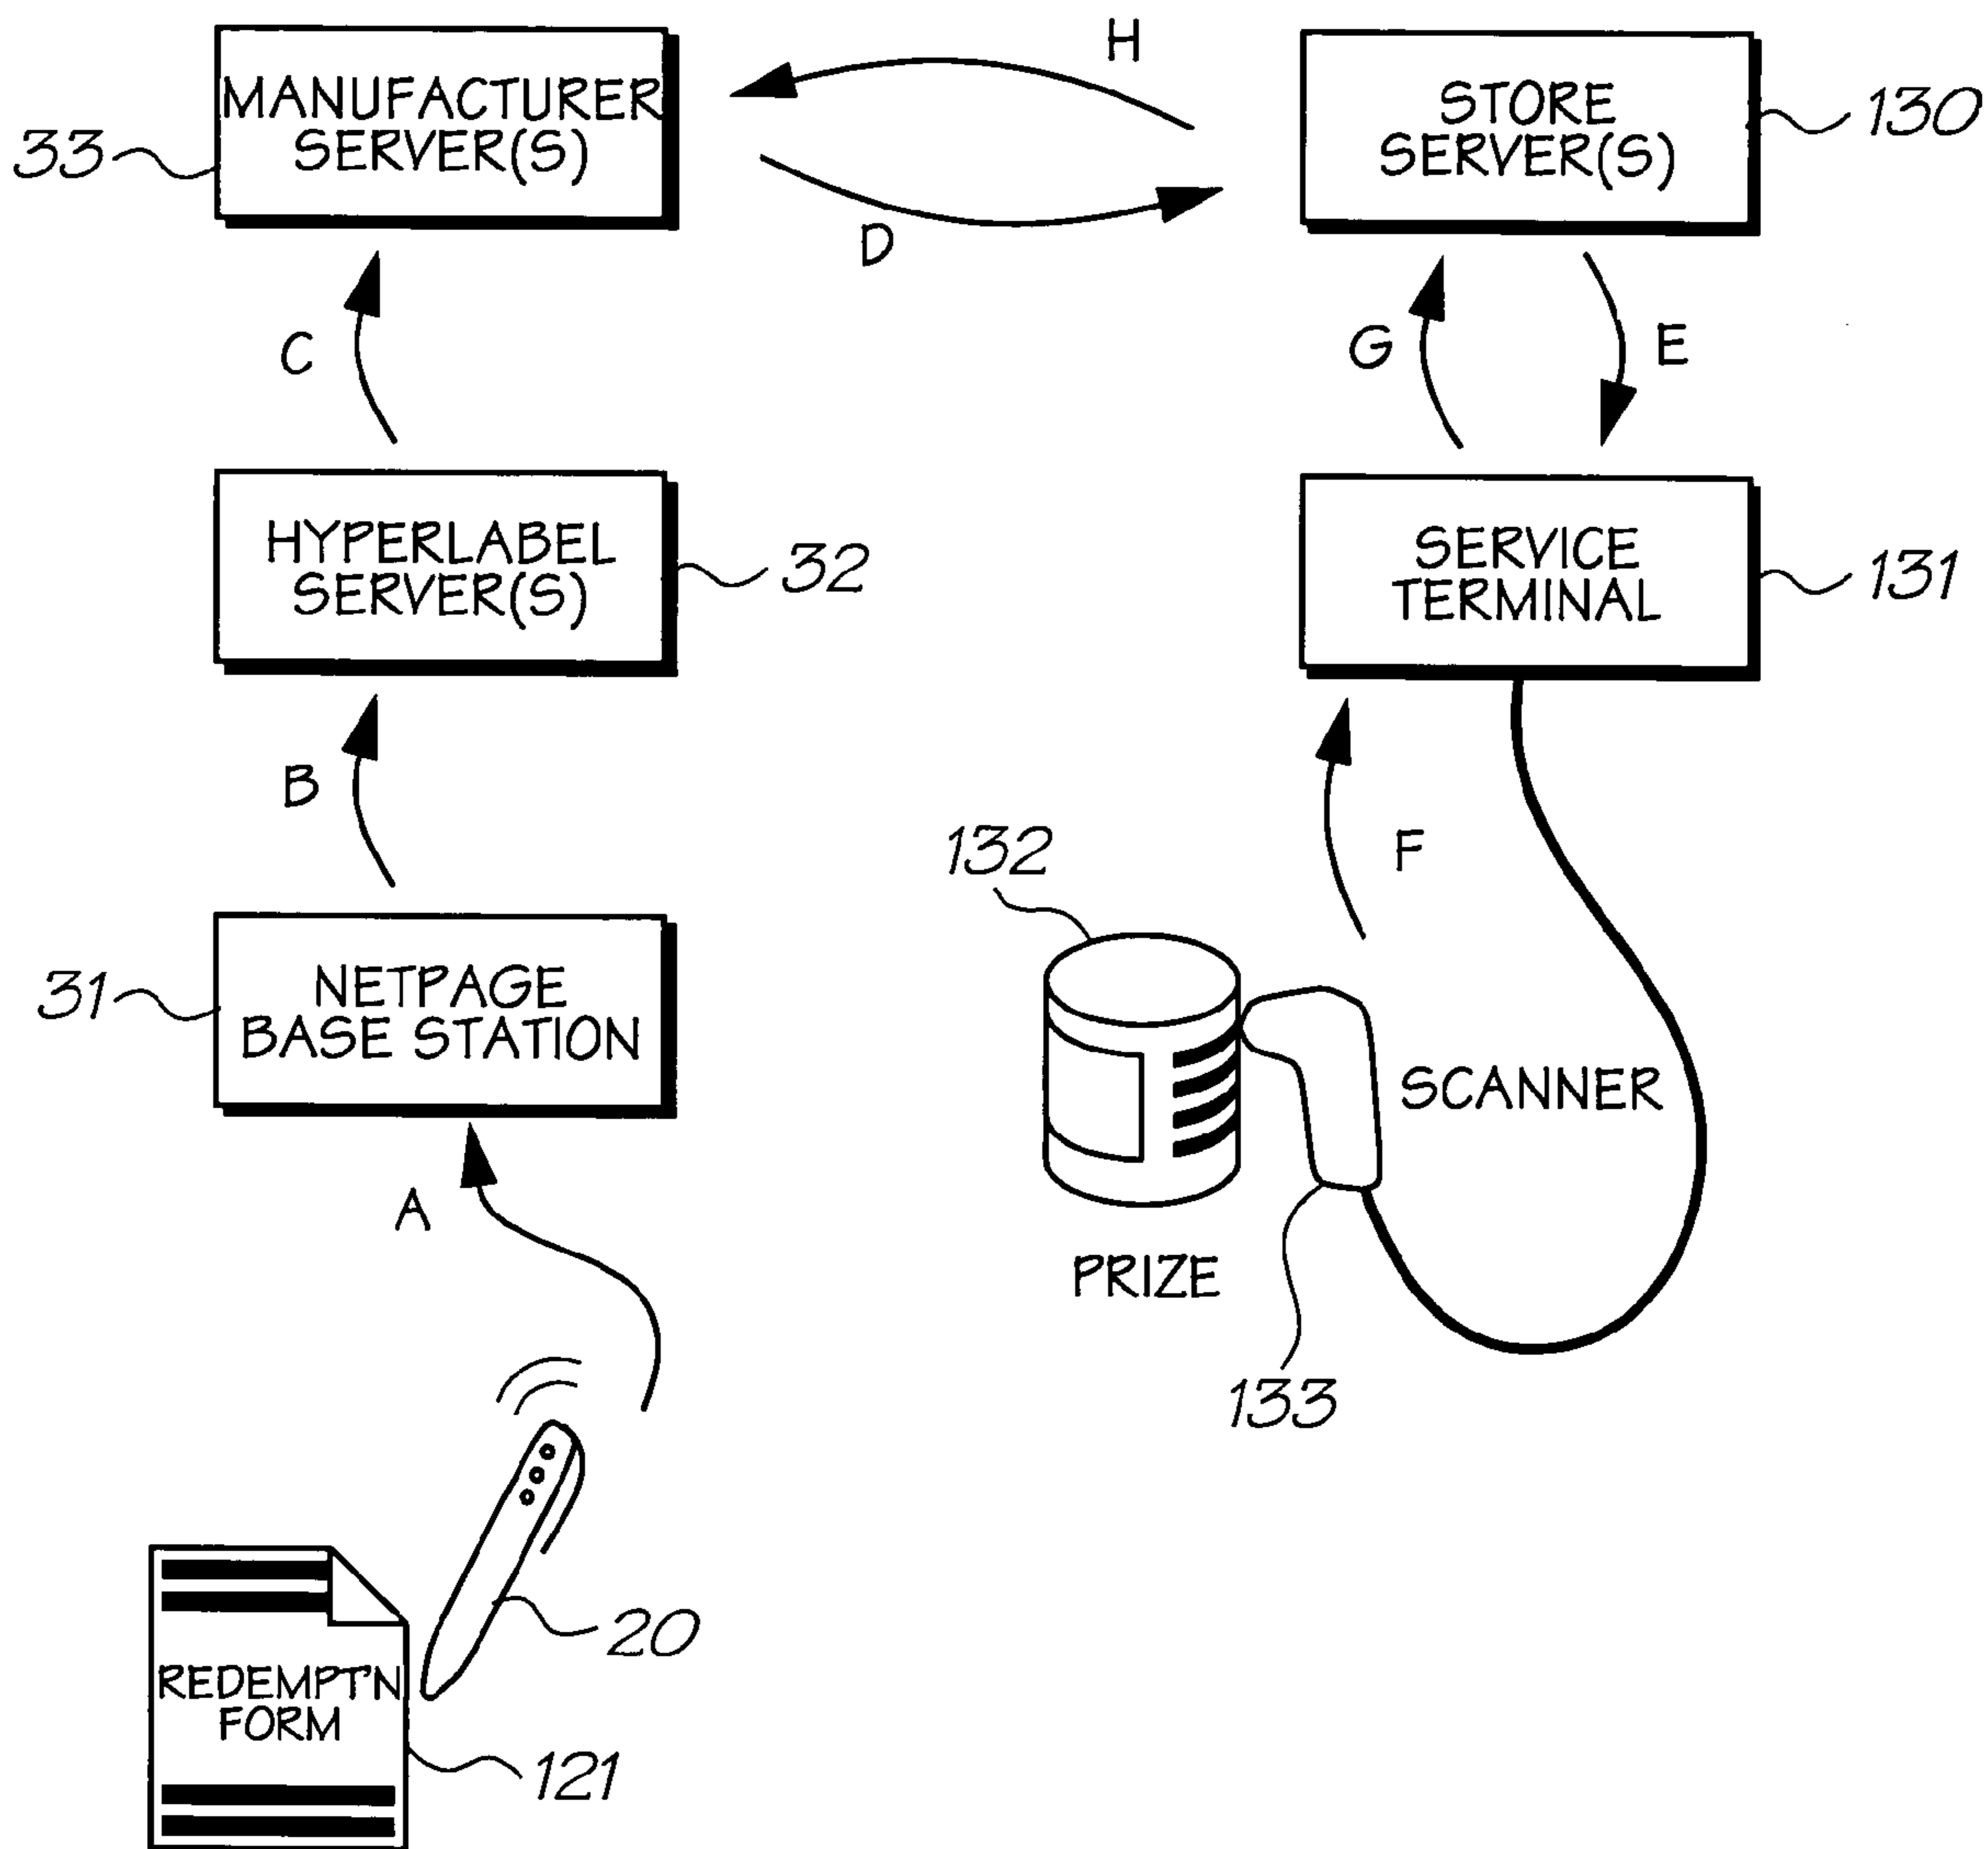 H
MANUFACTURER
SERVER(S)
33
STORE
SERVER(S)
130
D
C
G
E
HYPERLABEL
SERVER(S)
32
SERVICE
TERMINAL
131
B
F
132
31
NETPAGE
BASE STATION
SCANNER
A
PRIZE
133
20
REDEMPT'N
FORM
121